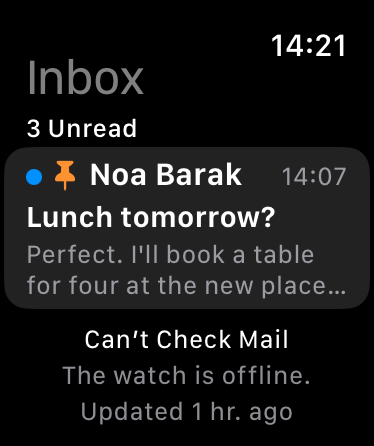 14:21
Inbox
3 Unread
Noa Barak 14:07
Lunch tomorrow?
Perfect. I'll book a table
for four at the new place…
Can’t Check Mail
The watch is offline.
Updated 1 hr. ago